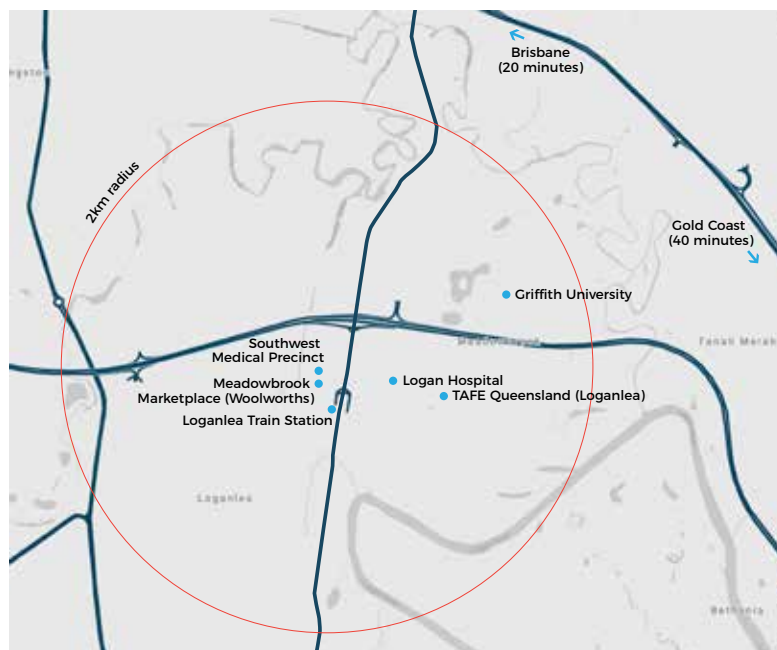 Brisbane
(20 minutes)
2km radius
Gold Coast
(40 minutes)
Griffith University
Southwest
Medical Precinct
Meadowbrook
Marketplace (Woolworths)
Logan Hospital
TAFE Queensland (Loganlea)
Loganlea Train Station
Loganlea
Bethania